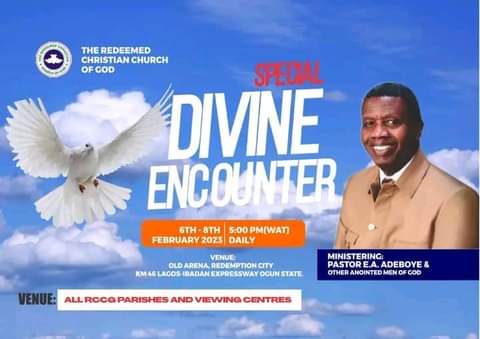 THE REDEEMED
CHRISTIAN CHURCH
OF GOD
SPECIAL
DIVINE
ENCOUNTER
6TH - 8TH
FEBRUARY 2023
5:00 PM(WAT)
DAILY
VENUE:
OLD ARENA, REDEMPTION CITY
KM 46 LAGOS-IBADAN EXPRESSWAY OGUN STATE.
MINISTERING:
PASTOR E.A. ADEBOYE &
OTHER ANOINTED MEN OF GOD
VENUE: ALL RCCG PARISHES AND VIEWING CENTRES